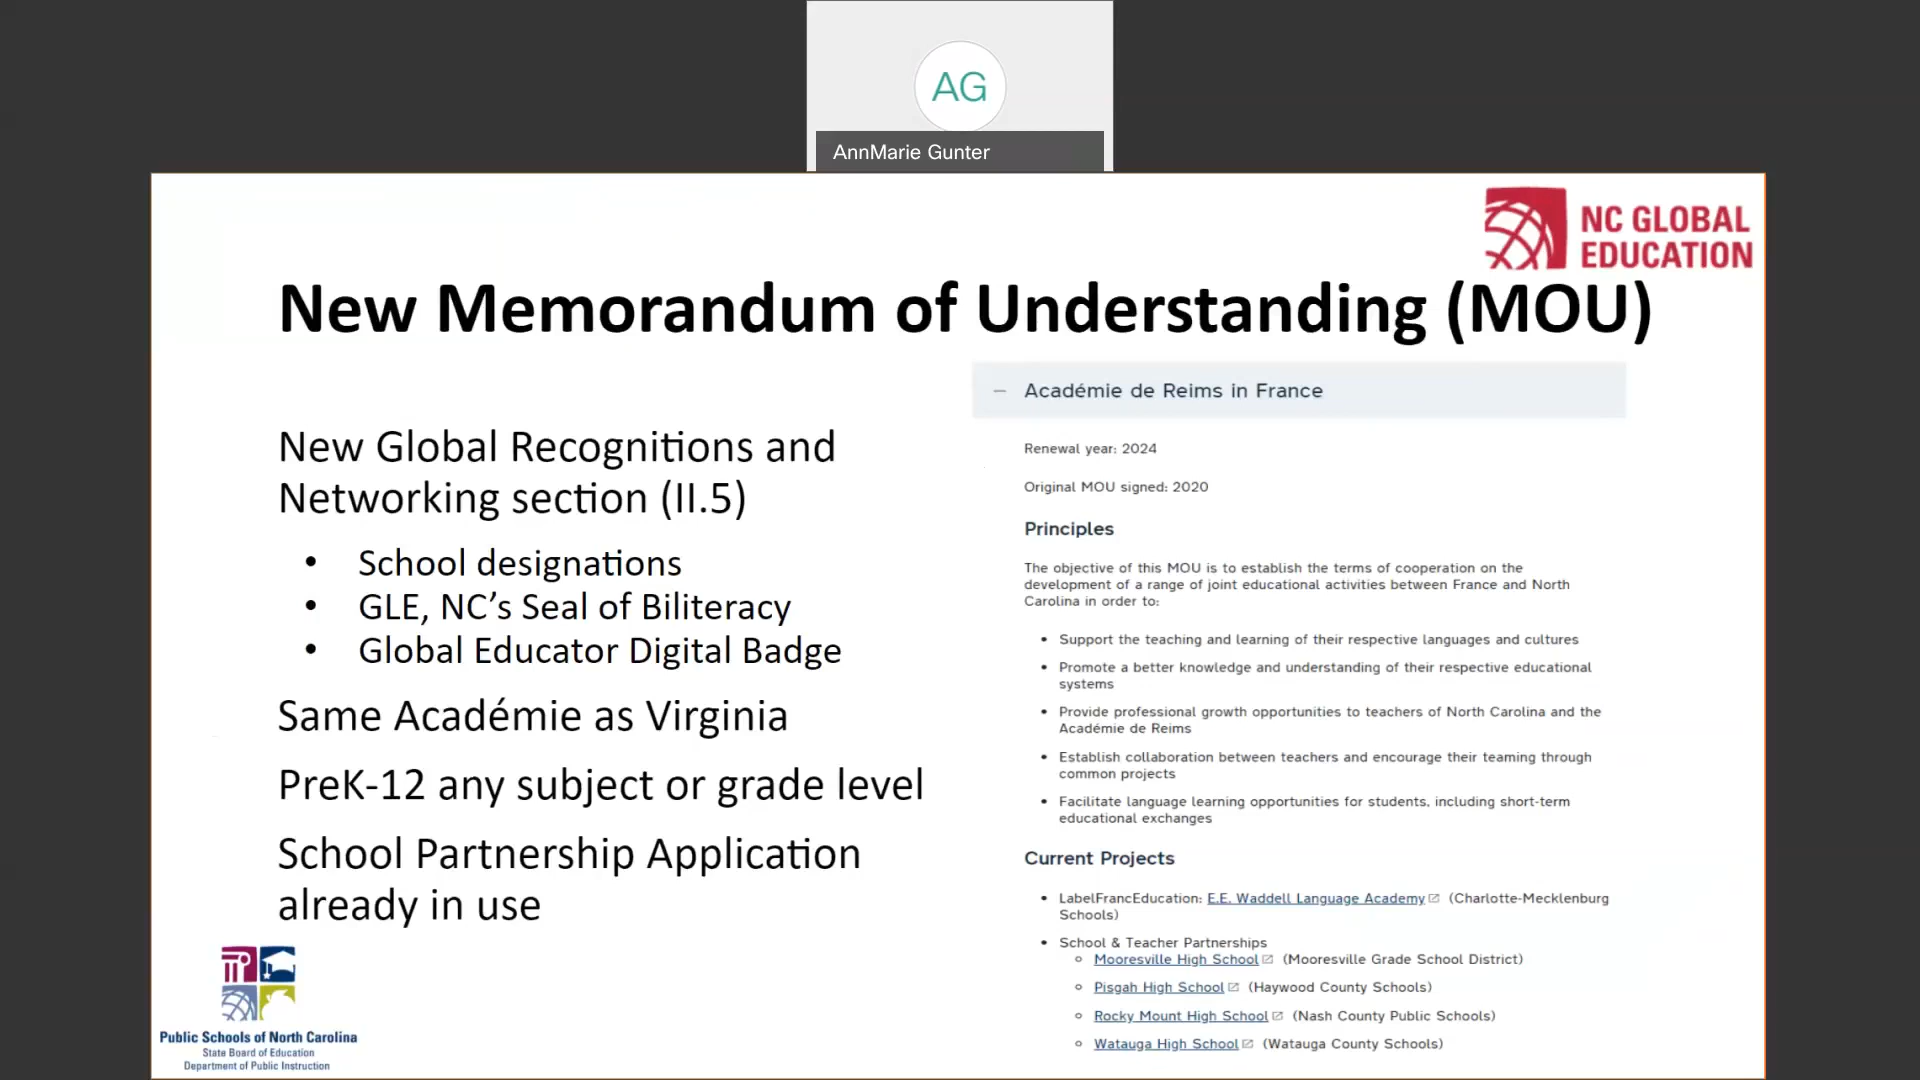 AG
AnnMarie Gunter
NC GLOBAL
EDUCATION
New Memorandum of Understanding (MOU)
New Global Recognitions and
Networking section (II.5)
• School designations
• GLE, NC’s Seal of Biliteracy
• Global Educator Digital Badge
Same Académie as Virginia
PreK-12 any subject or grade level
School Partnership Application
already in use
Public Schools of North Carolina
State Board of Education
Department of Public Instruction
− Académie de Reims in France
Renewal year: 2024
Original MOU signed: 2020
Principles
The objective of this MOU is to establish the terms of cooperation on the
development of a range of joint educational activities between France and North
Carolina in order to:
• Support the teaching and learning of their respective languages and cultures
• Promote a better knowledge and understanding of their respective educational
systems
• Provide professional growth opportunities to teachers of North Carolina and the
Académie de Reims
• Establish collaboration between teachers and encourage their teaming through
common projects
• Facilitate language learning opportunities for students, including short-term
educational exchanges
Current Projects
• LabelFrancEducation: E.E. Waddell Language Academy (Charlotte-Mecklenburg
Schools)
• School & Teacher Partnerships
○ Mooresville High School (Mooresville Grade School District)
○ Pisgah High School (Haywood County Schools)
○ Rocky Mount High School (Nash County Public Schools)
○ Watauga High School (Watauga County Schools)